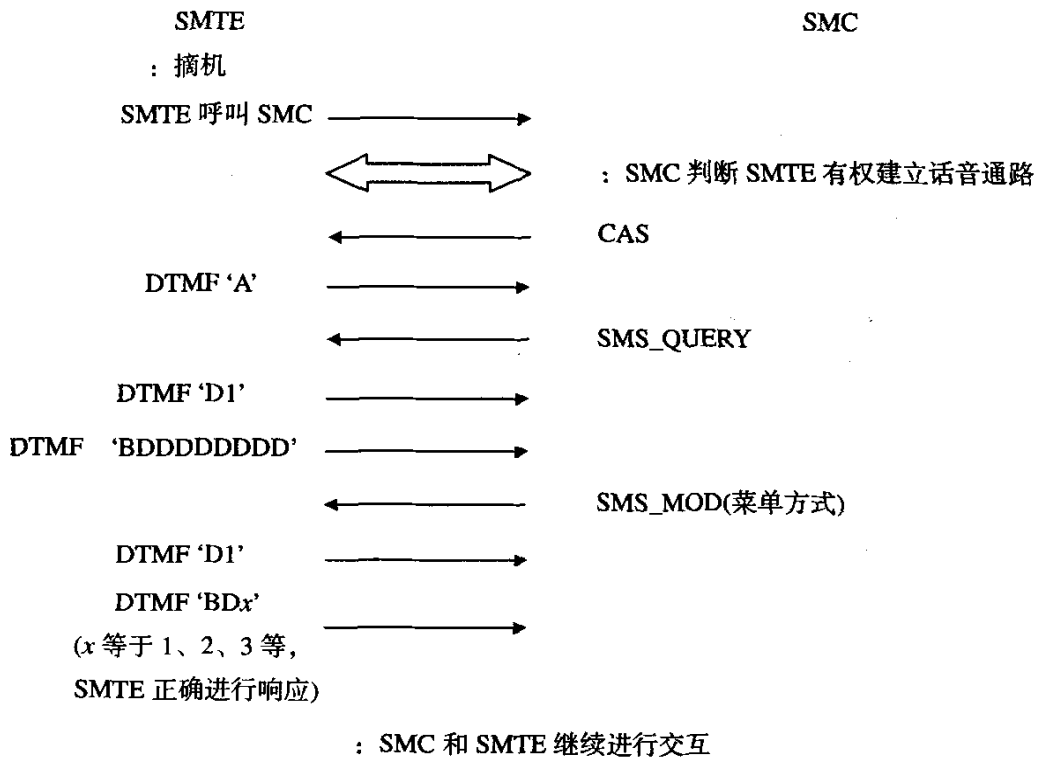 SMTE SMC
：摘机
SMTE 呼叫 SMC
：SMC 判断 SMTE 有权建立话音通路
CAS
DTMF ‘A’
SMS_QUERY
DTMF ‘D1’
DTMF ‘BDDDDDDDDD’
SMS_MOD(菜单方式)
DTMF ‘D1’
DTMF ‘BDx’
(x 等于 1、2、3 等，
SMTE 正确进行响应)
：SMC 和 SMTE 继续进行交互